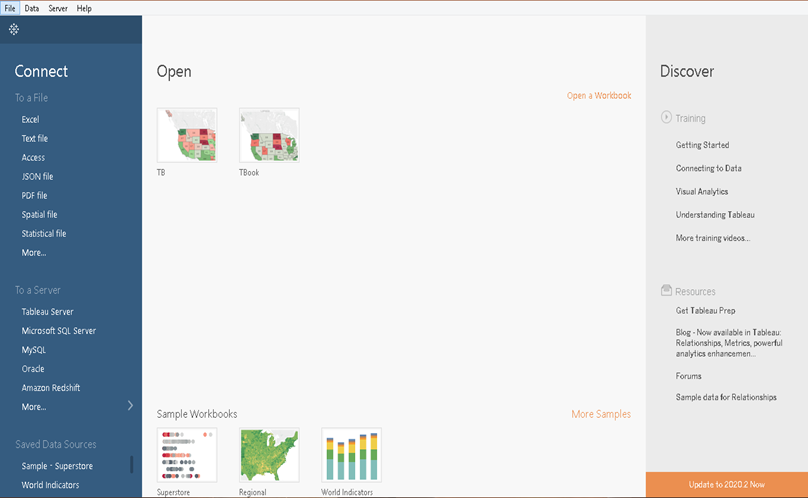 File Data Server Help
Connect
To a File
Excel
Text file
Access
JSON file
PDF file
Spatial file
Statistical file
More...
To a Server
Tableau Server
Microsoft SQL Server
MySQL
Oracle
Amazon Redshift
More...
Saved Data Sources
Sample - Superstore
World Indicators
Open
Open a Workbook
TB
TBook
Sample Workbooks
More Samples
Superstore
Regional
World Indicators
Discover
Training
Getting Started
Connecting to Data
Visual Analytics
Understanding Tableau
More training videos...
Resources
Get Tableau Prep
Blog - Now available in Tableau:
Relationships, Metrics, powerful
analytics enhancemen...
Forums
Sample data for Relationships
Update to 2020.2 Now